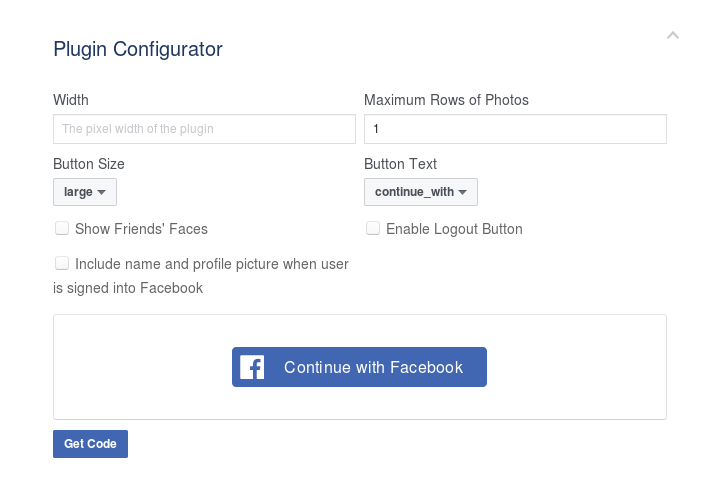 Plugin Configurator
Width
Maximum Rows of Photos
The pixel width of the plugin
1
Button Size
Button Text
large
continue_with
Show Friends' Faces
Enable Logout Button
Include name and profile picture when user
is signed into Facebook
Continue with Facebook
Get Code